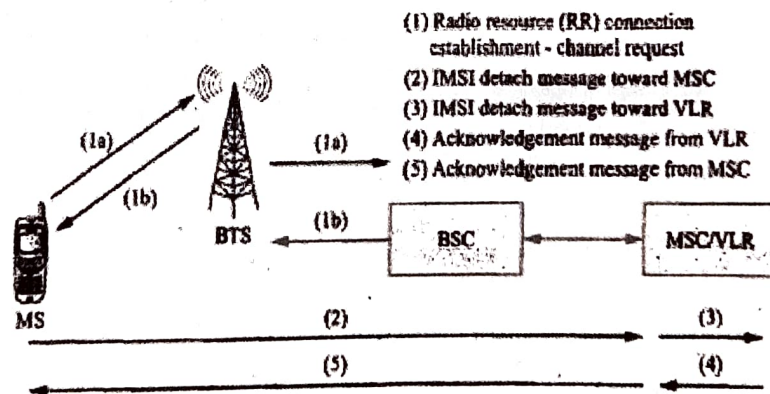 (1) Radio resource (RR) connection
establishment - channel request
(2) IMSI detach message toward MSC
(3) IMSI detach message toward VLR
(4) Acknowledgement message from VLR
(5) Acknowledgement message from MSC
(1a)
(1a)
(1b)
(1b)
BTS
BSC
MSC/VLR
MS
(2)
(3)
(5)
(4)